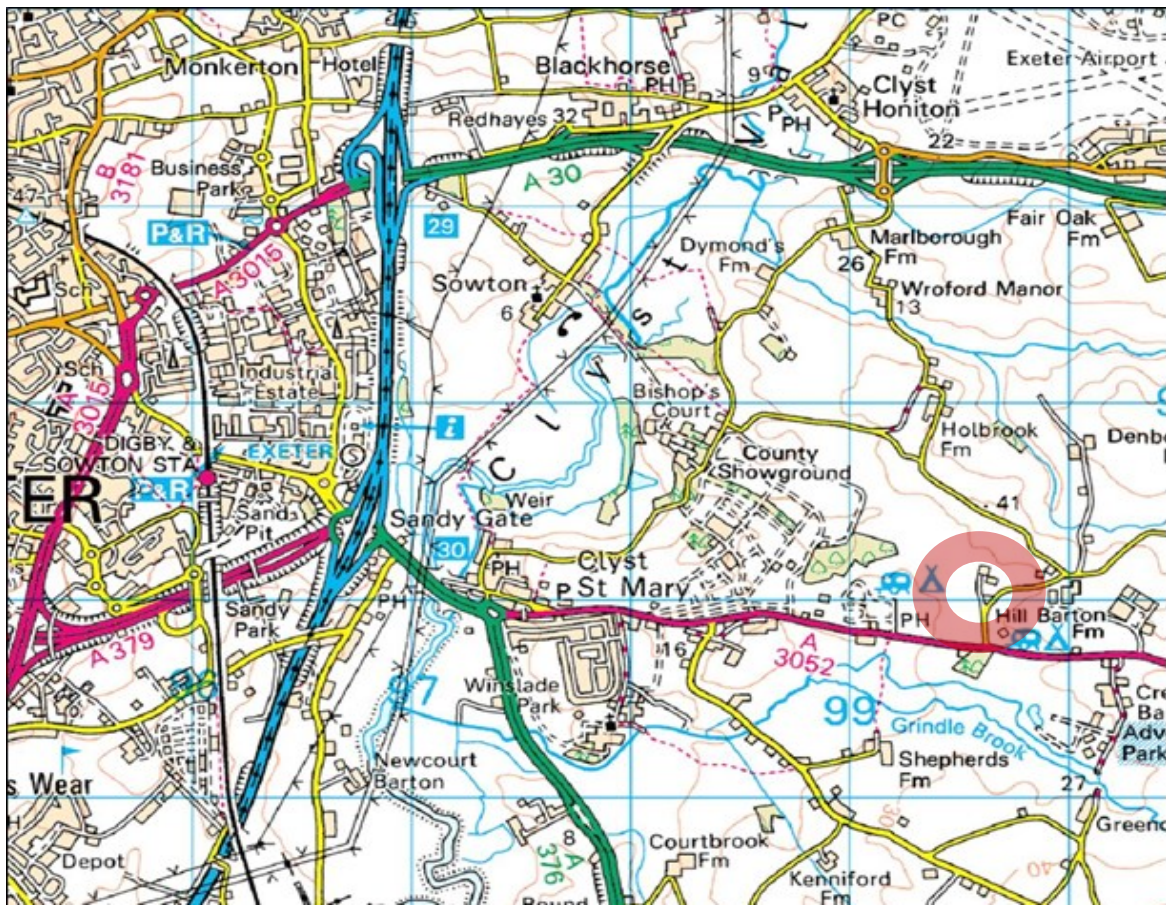 PC
Exeter Airport
Monkerton
Hotel
Blackhorse
PH
9
Clyst
Honiton
Redhayes 32
P
PH
22
B
3181
Business
Park
47
A 30
P&R
29
Fair Oak
Fm
A 3015
Dymond's
Fm
Marlborough
Fm
26
Sch
Sowton
6
Wroford Manor
13
Clyst
Sch
Industrial
Estate
A
3015
Bishop's
Court
i
Holbrook
Fm
DIGBY &
SOWTON STA
EXETER
S
County
Showground
P&R
ER
Sand
Pit
Weir
41
Sandy Gate
30
PH
Clyst
St Mary
P
Sandy
Park
PH
PH
Hill Barton
Fm
A 379
16
A
3052
Winslade
Park
99
97
Grindle Brook
Newcourt
Barton
Shepherds
Fm
Park
s Wear
27
Depot
8
A
376
Courtbrook
Fm
30
40
Kenniford
Fm